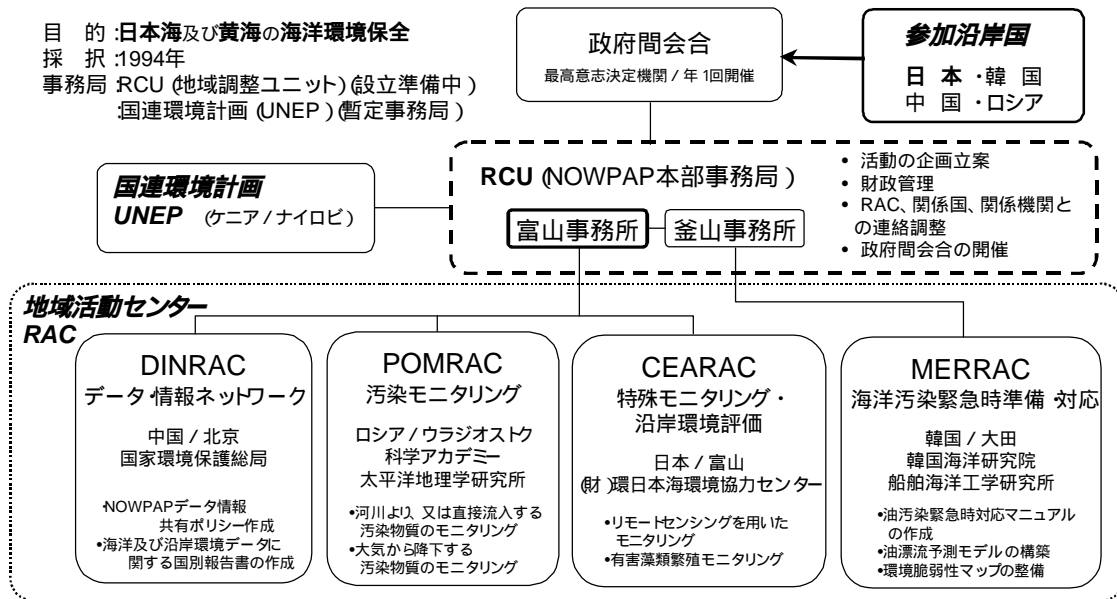 目　的 :日本海及び黄海の海洋環境保全
採　択 :1994年
事務局 :RCU (地域調整ユニット) (設立準備中 )
:国連環境計画 (UNEP ) (暫定事務局 )
政府間会合
最高意志決定機関 / 年 1回開催
参加沿岸国
日 本 ・韓 国
中 国 ・ロシア
国連環境計画
UNEP (ケニア / ナイロビ )
RCU (NOWPAP本部事務局 )
富山事務所
釜山事務所
• 活動の企画立案
• 財政管理
• RAC、関係国、関係機関と
の連絡調整
• 政府間会合の開催
地域活動センター
RAC
DINRAC
データ・情報ネットワーク
中国 / 北京
国家環境保護総局
•NOWPAPデータ情報
共有ポリシー作成
•海洋及び沿岸環境データに
関する国別報告書の作成
POMRAC
汚染モニタリング
ロシア / ウラジオストク
科学アカデミー
太平洋地理学研究所
•河川より、又は直接流入する
汚染物質のモニタリング
•大気から降下する
汚染物質のモニタリング
CEARAC
特殊モニタリング・
沿岸環境評価
日本 / 富山
(財 )環日本海環境協力センター
•リモートセンシングを用いた
モニタリング
•有害藻類繁殖モニタリング
MERRAC
海洋汚染緊急時準備・対応
韓国 / 大田
韓国海洋研究院
船舶海洋工学研究所
•油汚染緊急時対応マニュアル
の作成
•油漂流予測モデルの構築
•環境脆弱性マップの整備